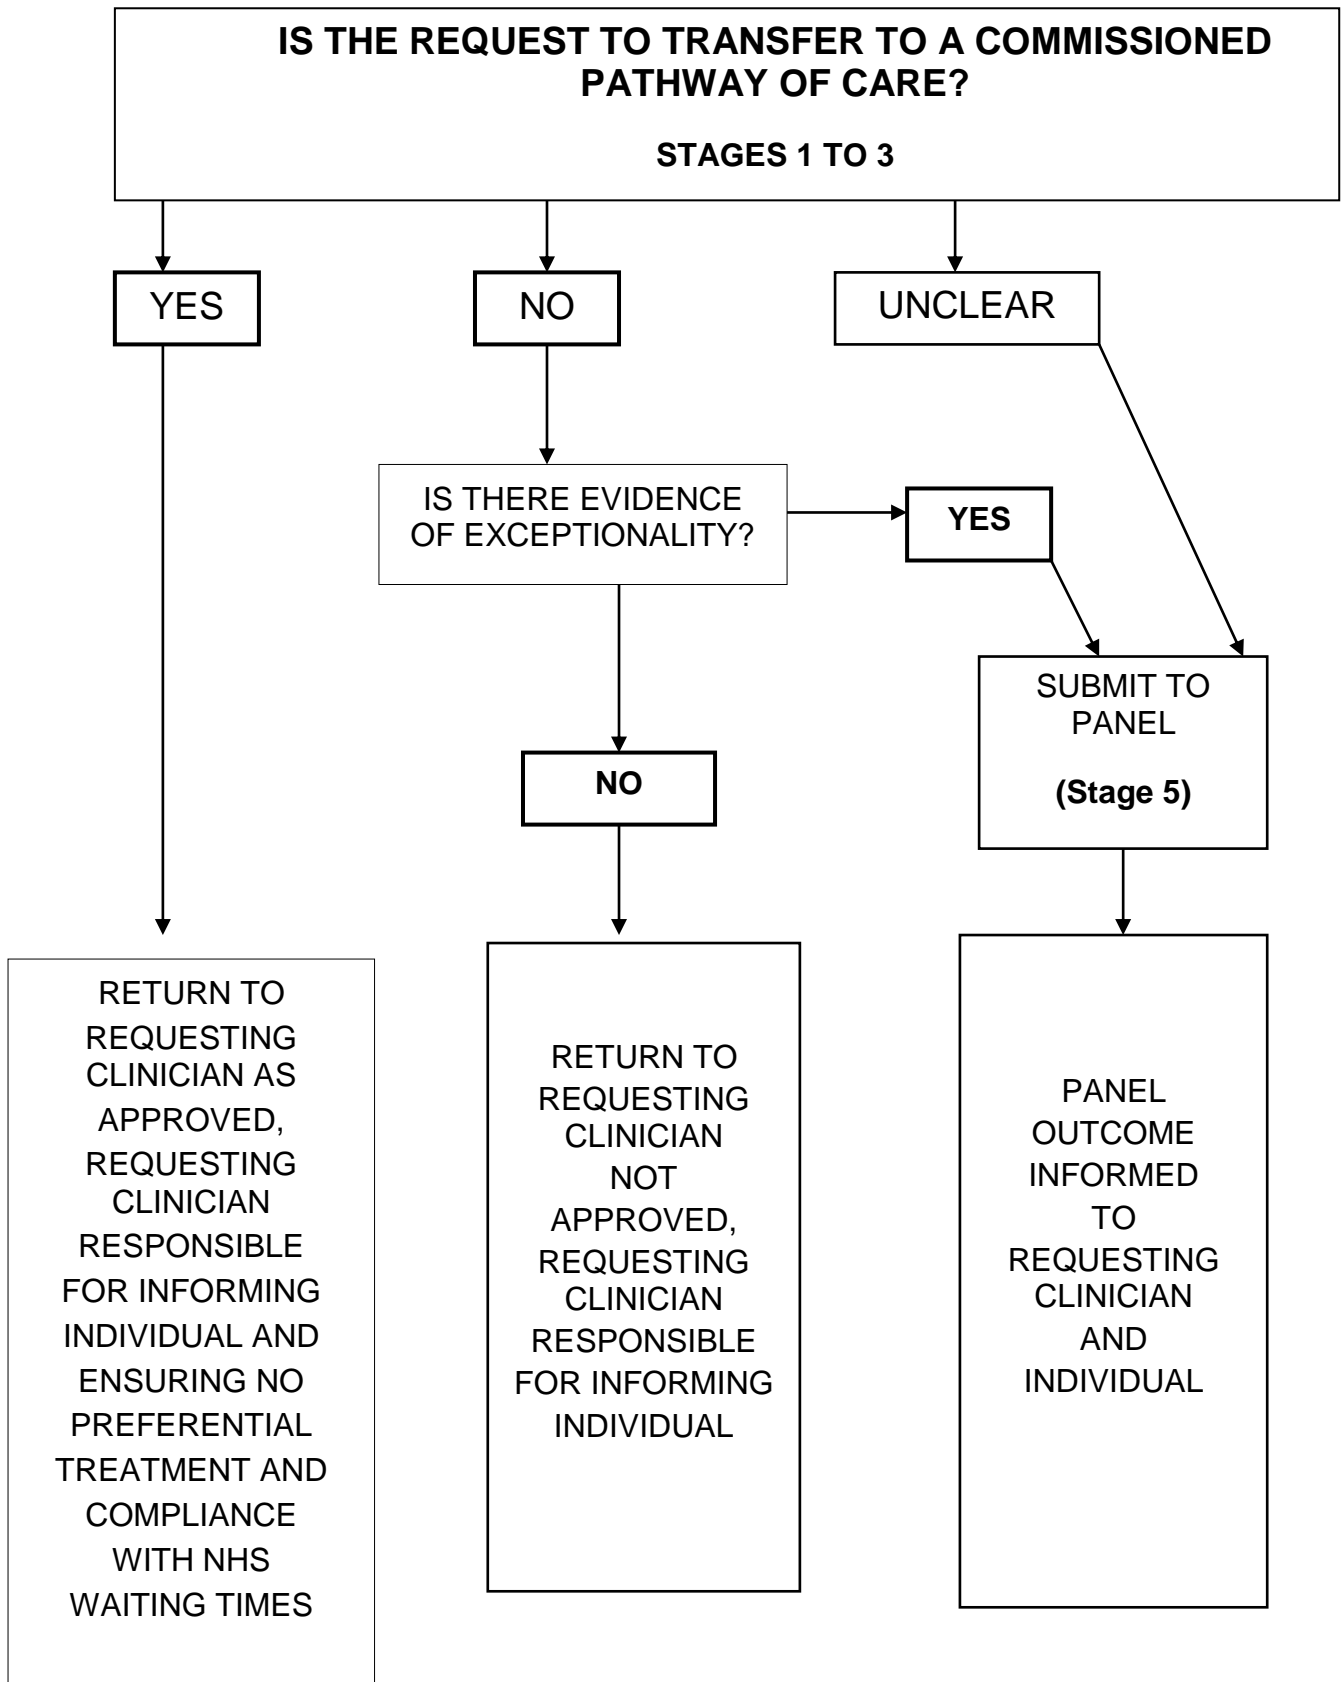 IS THE REQUEST TO TRANSFER TO A COMMISSIONED
PATHWAY OF CARE?
STAGES 1 TO 3
YES
NO
UNCLEAR
IS THERE EVIDENCE
OF EXCEPTIONALITY?
YES
SUBMIT TO
PANEL
(Stage 5)
NO
RETURN TO
REQUESTING
CLINICIAN AS
APPROVED,
REQUESTING
CLINICIAN
RESPONSIBLE
FOR INFORMING
INDIVIDUAL AND
ENSURING NO
PREFERENTIAL
TREATMENT AND
COMPLIANCE
WITH NHS
WAITING TIMES
RETURN TO
REQUESTING
CLINICIAN
NOT
APPROVED,
REQUESTING
CLINICIAN
RESPONSIBLE
FOR INFORMING
INDIVIDUAL
PANEL
OUTCOME
INFORMED
TO
REQUESTING
CLINICIAN
AND
INDIVIDUAL